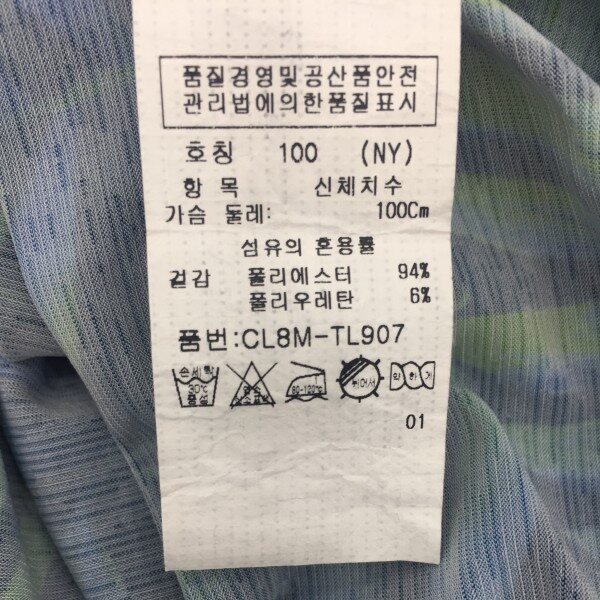 품질경영및공산품안전
관리법에의한품질표시
호칭 100 (NY)
항 목 신체치수
가슴 둘레: 100Cm
섬유의 혼용률
겉감 폴리에스터 94%
폴리우레탄 6%
품번:CL8M-TL907
손세탁 30℃ 중성 80-120℃ 뉘어서 약하게
01